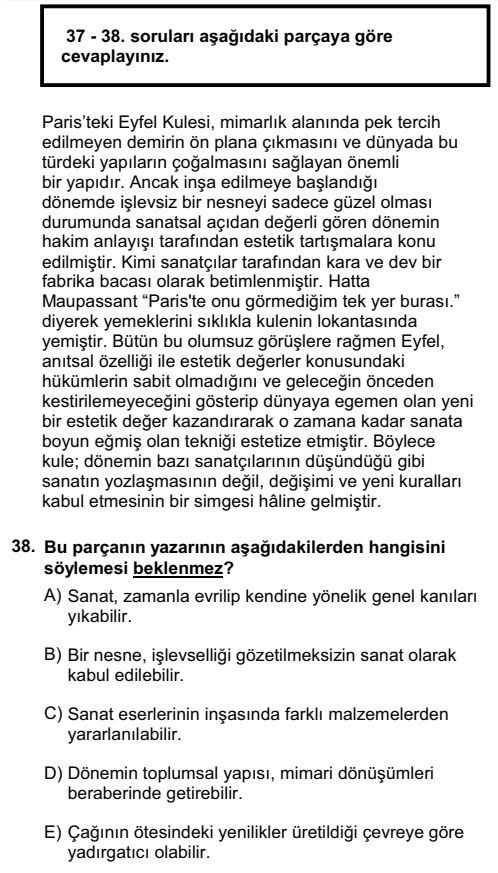 37 - 38. soruları aşağıdaki parçaya göre
cevaplayınız.
Paris'teki Eyfel Kulesi, mimarlık alanında pek tercih
edilmeyen demirin ön plana çıkmasını ve dünyada bu
türdeki yapıların çoğalmasını sağlayan önemli
bir yapıdır. Ancak inşa edilmeye başlandığı
dönemde işlevsiz bir nesneyi sadece güzel olması
durumunda sanatsal açıdan değerli gören dönemin
hakim anlayışı tarafından estetik tartışmalara konu
edilmiştir. Kimi sanatçılar tarafından kara ve dev bir
fabrika bacası olarak betimlenmiştir. Hatta
Maupassant “Paris'te onu görmediğim tek yer burası.”
diyerek yemeklerini sıklıkla kulenin lokantasında
yemiştir. Bütün bu olumsuz görüşlere rağmen Eyfel,
anıtsal özelliği ile estetik değerler konusundaki
hükümlerin sabit olmadığını ve geleceğin önceden
kestirilemeyeceğini gösterip dünyaya egemen olan yeni
bir estetik değer kazandırarak o zamana kadar sanata
boyun eğmiş olan tekniği estetize etmiştir. Böylece
kule; dönemin bazı sanatçılarının düşündüğü gibi
sanatın yozlaşmasının değil, değişimi ve yeni kuralları
kabul etmesinin bir simgesi hâline gelmiştir.
38. Bu parçanın yazarının aşağıdakilerden hangisini
söylemesi beklenmez?
A) Sanat, zamanla evrilip kendine yönelik genel kanıları
yıkabilir.
B) Bir nesne, işlevselliği gözetilmeksizin sanat olarak
kabul edilebilir.
C) Sanat eserlerinin inşasında farklı malzemelerden
yararlanılabilir.
D) Dönemin toplumsal yapısı, mimari dönüşümleri
beraberinde getirebilir.
E) Çağının ötesindeki yenilikler üretildiği çevreye göre
yadırgatıcı olabilir.